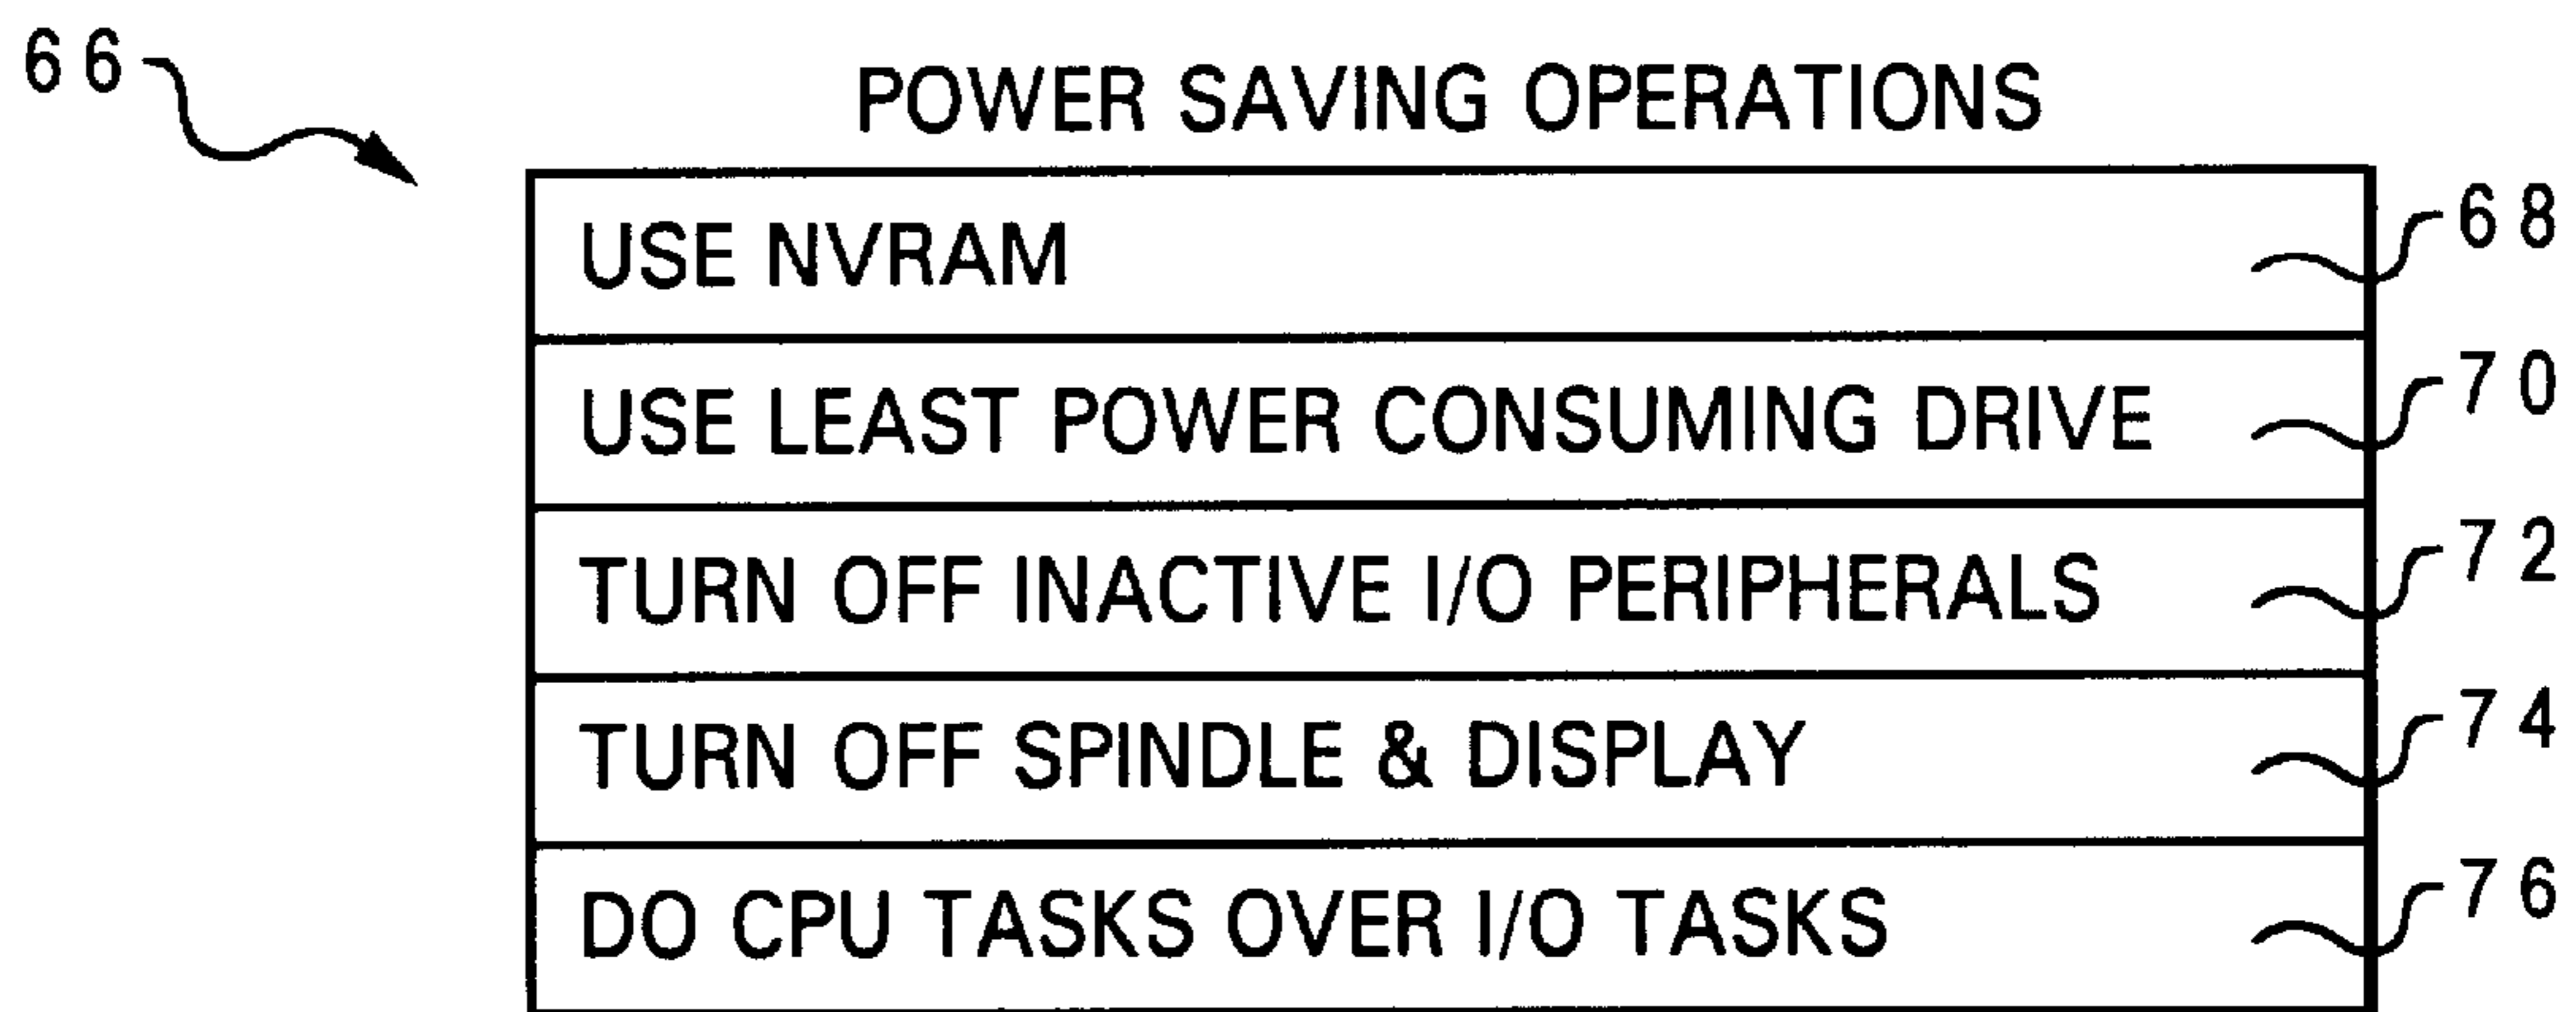 66
POWER SAVING OPERATIONS
USE NVRAM 68
USE LEAST POWER CONSUMING DRIVE 70
TURN OFF INACTIVE I/O PERIPHERALS 72
TURN OFF SPINDLE & DISPLAY 74
DO CPU TASKS OVER I/O TASKS 76